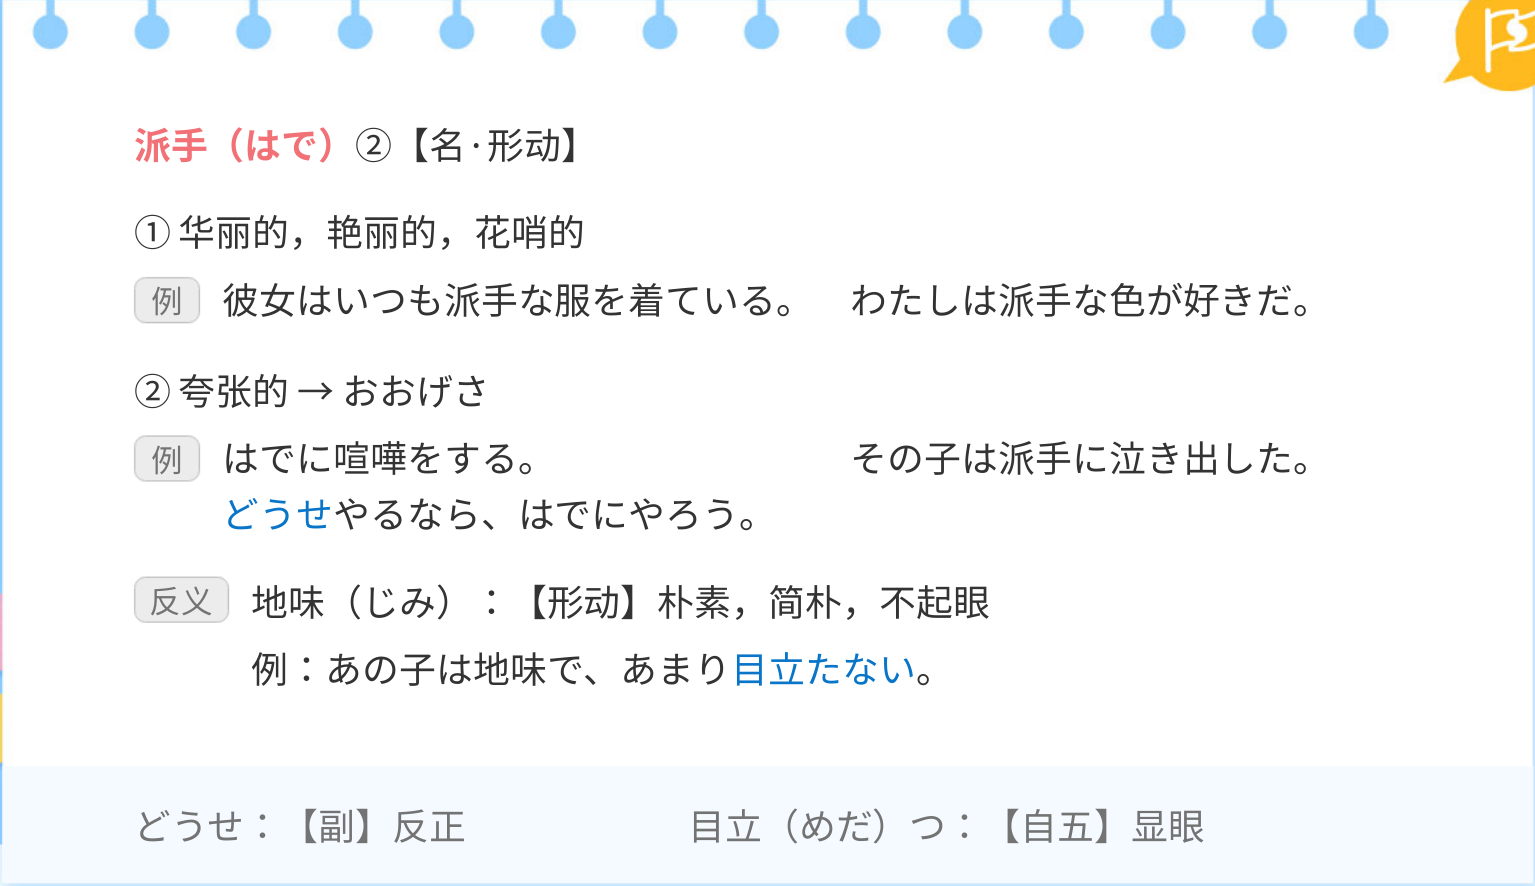 派手（はで）②【名·形动】
① 华丽的，艳丽的，花哨的
例 彼女はいつも派手な服を着ている。 わたしは派手な色が好きだ。
② 夸张的 → おおげさ
例 はでに喧嘩をする。 その子は派手に泣き出した。
どうせやるなら、はでにやろう。
反义 地味（じみ）：【形动】朴素，简朴，不起眼
例：あの子は地味で、あまり目立たない。
どうせ：【副】反正 目立（めだ）つ：【自五】显眼